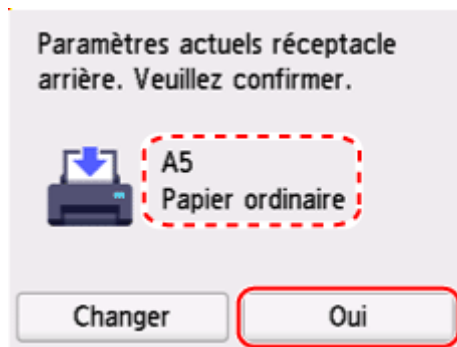 Paramètres actuels réceptacle
arrière. Veuillez confirmer.
A5
Papier ordinaire
Changer
Oui